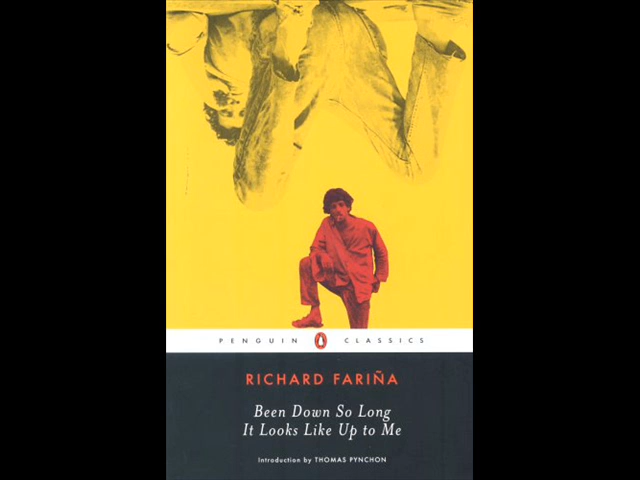 PENGUIN CLASSICS
RICHARD FARIÑA
Been Down So Long
It Looks Like Up to Me
Introduction by THOMAS PYNCHON